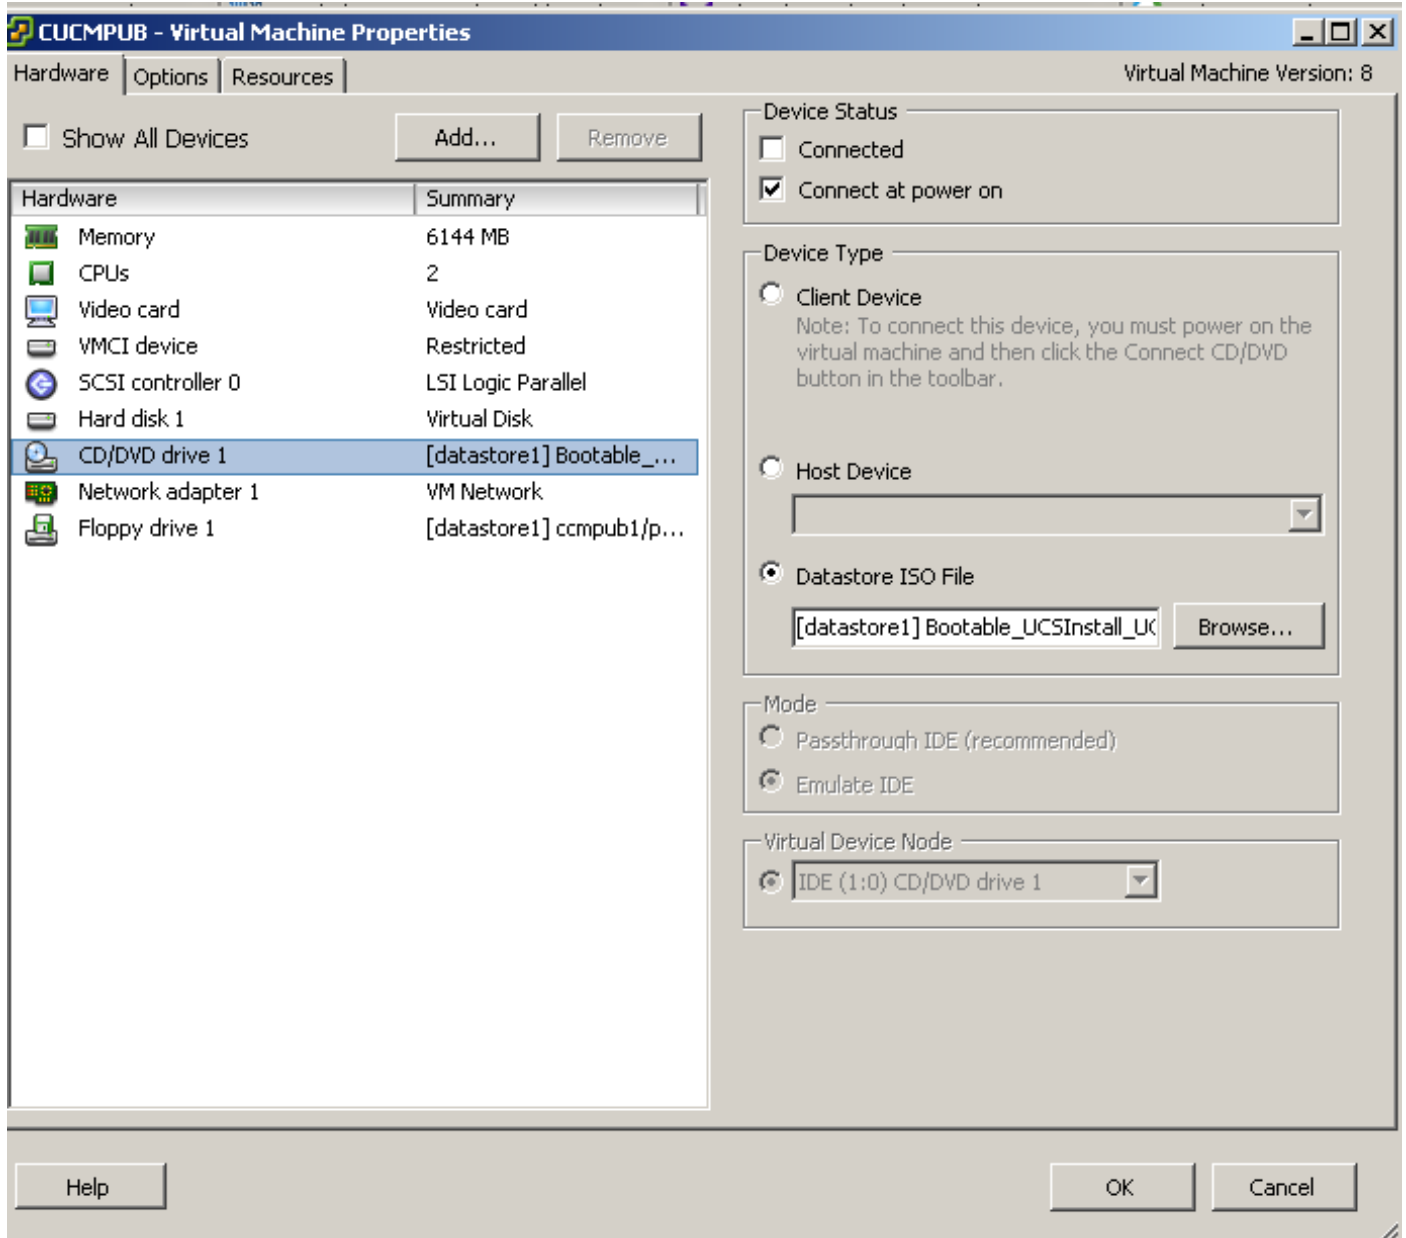 CUCMPUB - Virtual Machine Properties
Hardware Options Resources Virtual Machine Version: 8
Show All Devices Add... Remove
Hardware Summary
Memory 6144 MB
CPUs 2
Video card Video card
VMCI device Restricted
SCSI controller 0 LSI Logic Parallel
Hard disk 1 Virtual Disk
CD/DVD drive 1 [datastore1] Bootable_...
Network adapter 1 VM Network
Floppy drive 1 [datastore1] ccmpub1/p...
Device Status
Connected
Connect at power on
Device Type
Client Device
Note: To connect this device, you must power on the
virtual machine and then click the Connect CD/DVD
button in the toolbar.
Host Device
Datastore ISO File
[datastore1] Bootable_UCSInstall_UC Browse...
Mode
Passthrough IDE (recommended)
Emulate IDE
Virtual Device Node
IDE (1:0) CD/DVD drive 1
Help OK Cancel